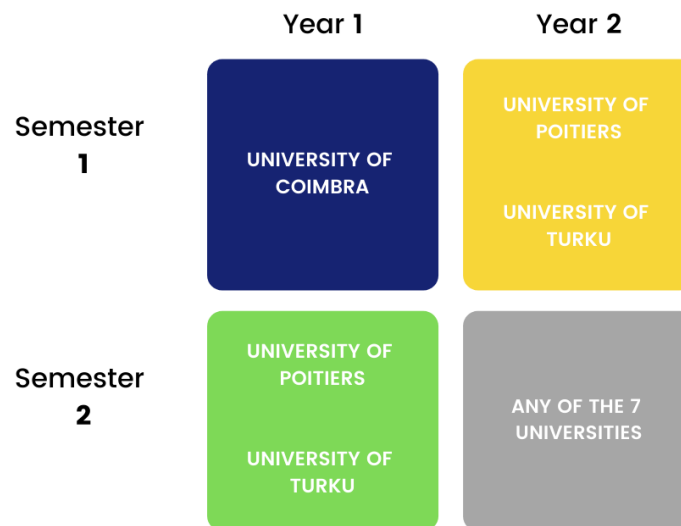 Year 1
Year 2
Semester
1
UNIVERSITY OF
COIMBRA
UNIVERSITY OF
POITIERS
UNIVERSITY OF
TURKU
Semester
2
UNIVERSITY OF
POITIERS
UNIVERSITY OF
TURKU
ANY OF THE 7
UNIVERSITIES